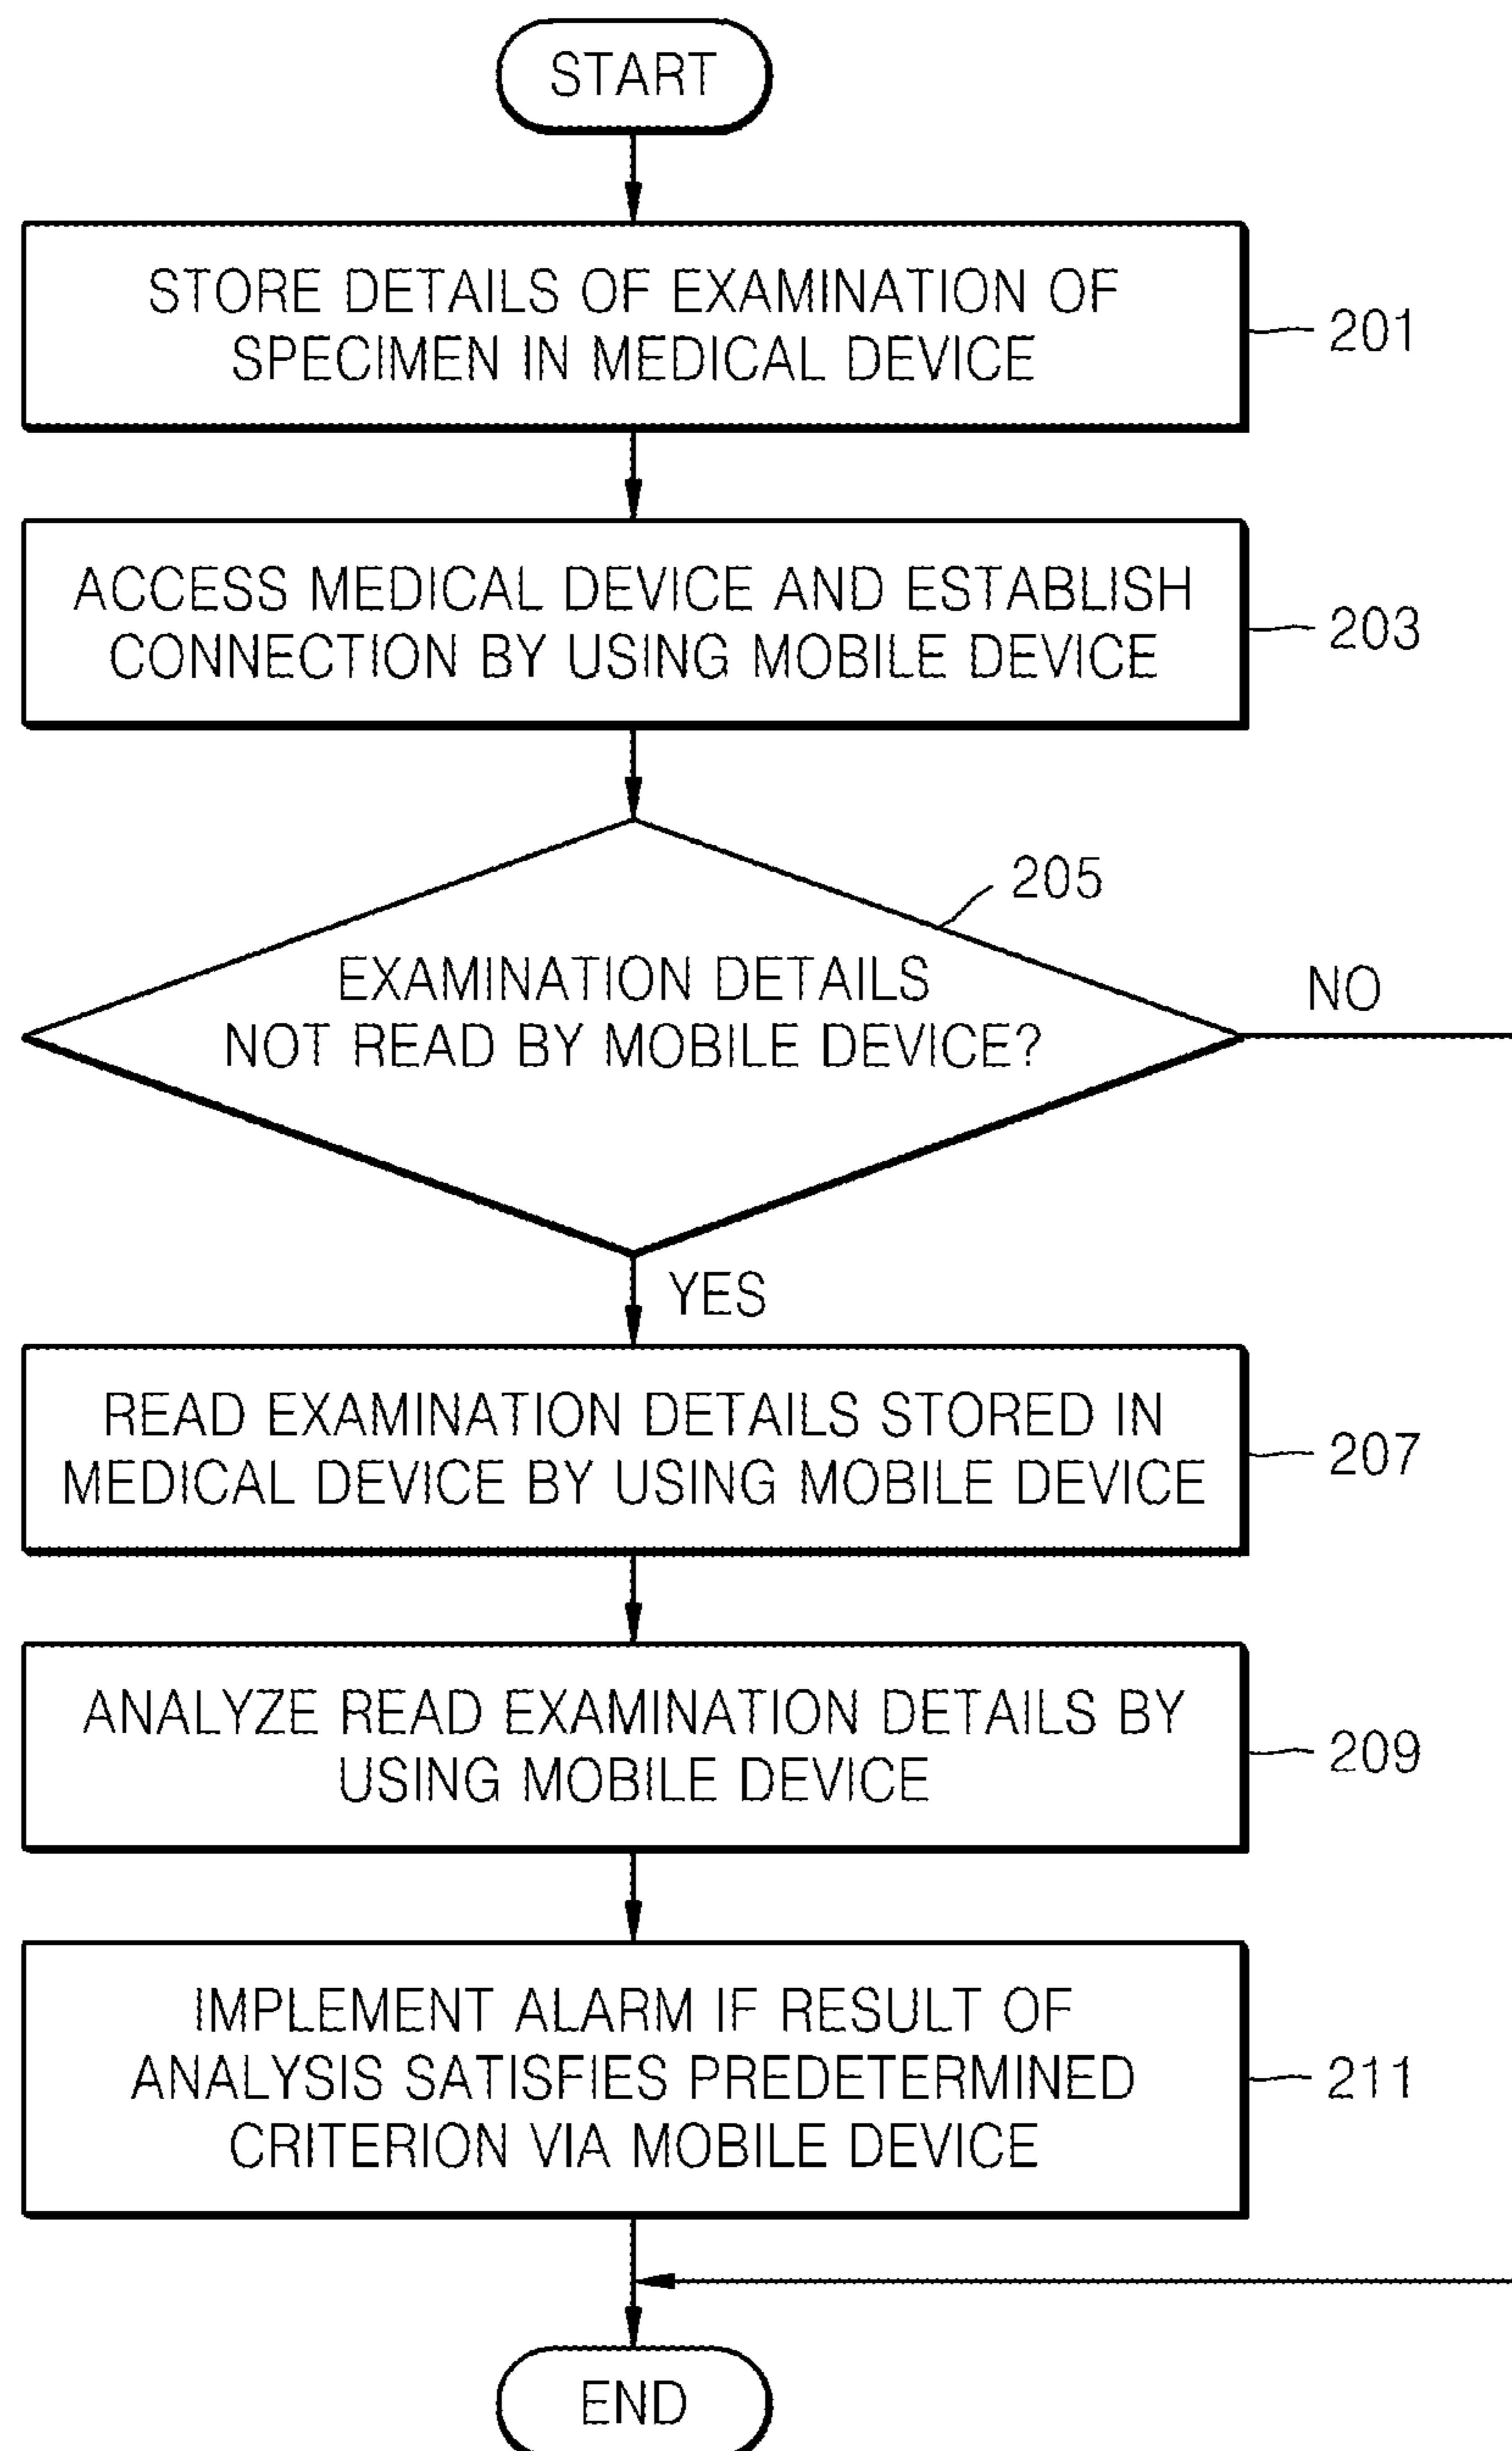 START
STORE DETAILS OF EXAMINATION OF
SPECIMEN IN MEDICAL DEVICE
201
ACCESS MEDICAL DEVICE AND ESTABLISH
CONNECTION BY USING MOBILE DEVICE
203
205
EXAMINATION DETAILS
NOT READ BY MOBILE DEVICE?
NO
YES
READ EXAMINATION DETAILS STORED IN
MEDICAL DEVICE BY USING MOBILE DEVICE
207
ANALYZE READ EXAMINATION DETAILS BY
USING MOBILE DEVICE
209
IMPLEMENT ALARM IF RESULT OF
ANALYSIS SATISFIES PREDETERMINED
CRITERION VIA MOBILE DEVICE
211
END